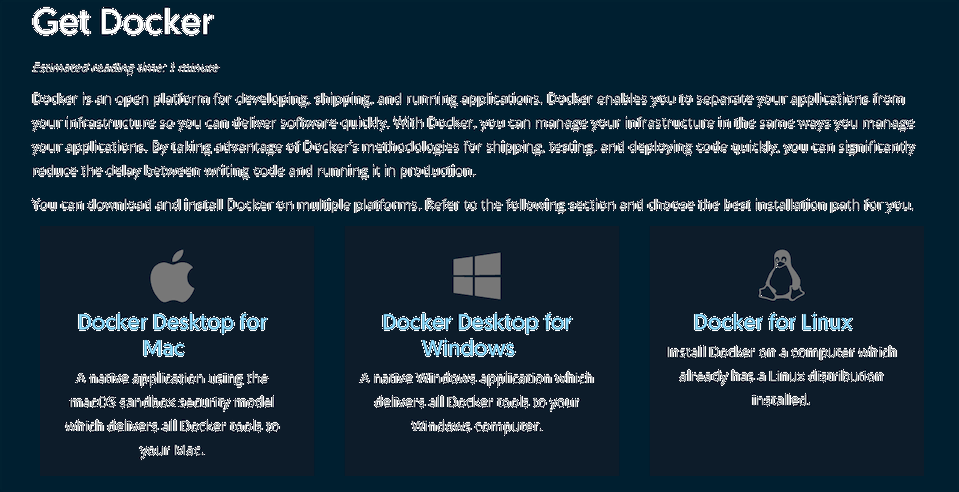 Get Docker
Estimated reading time: 1 minute
Docker is an open platform for developing, shipping, and running applications. Docker enables you to separate your applications from
your infrastructure so you can deliver software quickly. With Docker, you can manage your infrastructure in the same ways you manage
your applications. By taking advantage of Docker's methodologies for shipping, testing, and deploying code quickly, you can significantly
reduce the delay between writing code and running it in production.
You can download and install Docker on multiple platforms. Refer to the following section and choose the best installation path for you.
Docker Desktop for
Mac
A native application using the
macOS sandbox security model
which delivers all Docker tools to
your Mac.
Docker Desktop for
Windows
A native Windows application which
delivers all Docker tools to your
Windows computer.
Docker for Linux
Install Docker on a computer which
already has a Linux distribution
installed.